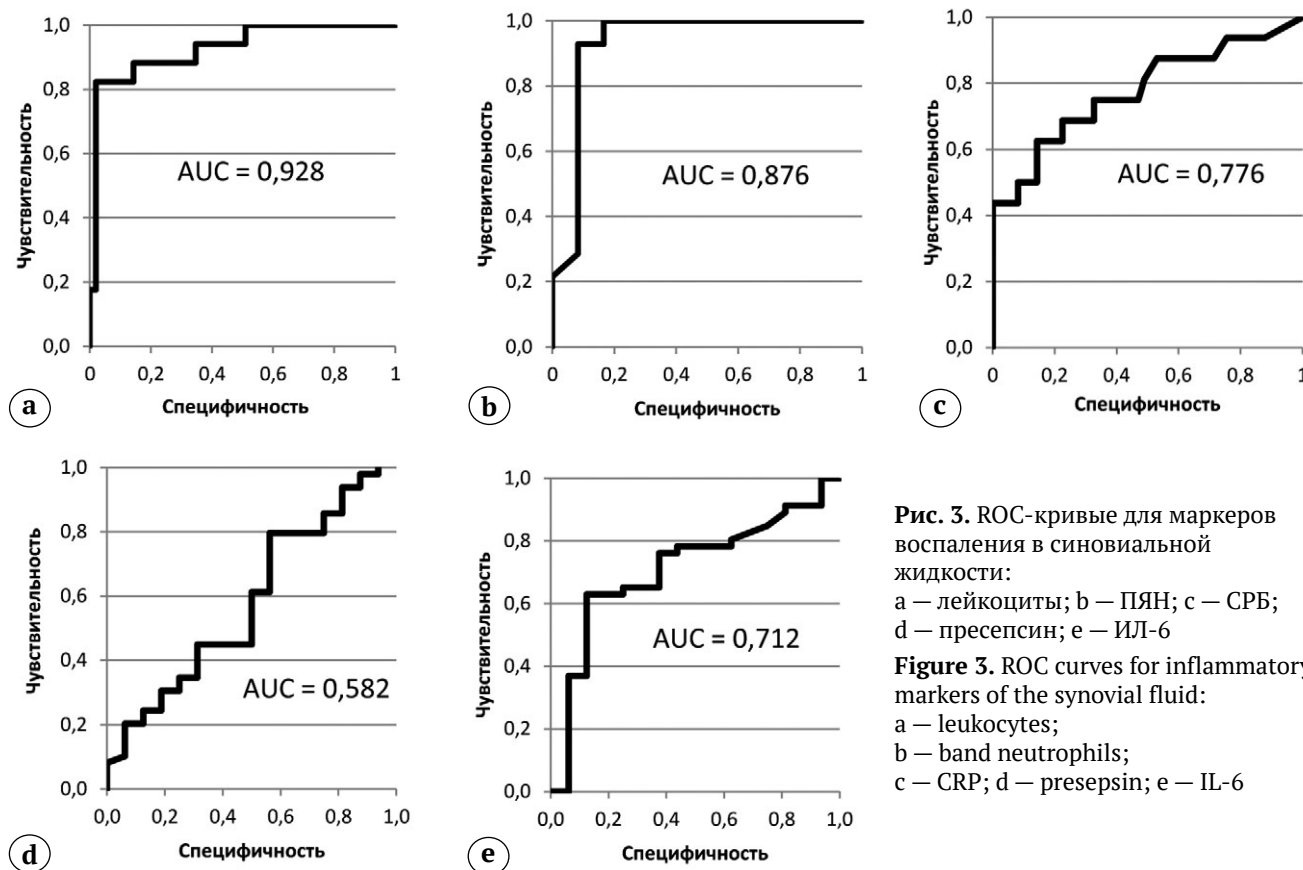 1,0
0,8
0,6
0,4
0,2
0,0
Чувствительность
AUC = 0,928
0 0,2 0,4 0,6 0,8 1
Специфичность
a
1,0
0,8
0,6
0,4
0,2
0,0
Чувствительность
AUC = 0,876
0 0,2 0,4 0,6 0,8 1
Специфичность
b
1,0
0,8
0,6
0,4
0,2
0,0
Чувствительность
AUC = 0,776
0 0,2 0,4 0,6 0,8 1
Специфичность
c
1,0
0,8
0,6
0,4
0,2
0,0
Чувствительность
AUC = 0,582
0,0 0,2 0,4 0,6 0,8 1,0
Специфичность
d
1,0
0,8
0,6
0,4
0,2
0,0
Чувствительность
AUC = 0,712
0,0 0,2 0,4 0,6 0,8 1,0
Специфичность
e
Рис. 3. ROC-кривые для маркеров
воспаления в синовиальной
жидкости:
a — лейкоциты; b — ПЯН; c — СРБ;
d — пресепсин; e — ИЛ-6
Figure 3. ROC curves for inflammatory
markers of the synovial fluid:
a — leukocytes;
b — band neutrophils;
c — CRP; d — presepsin; e — IL-6